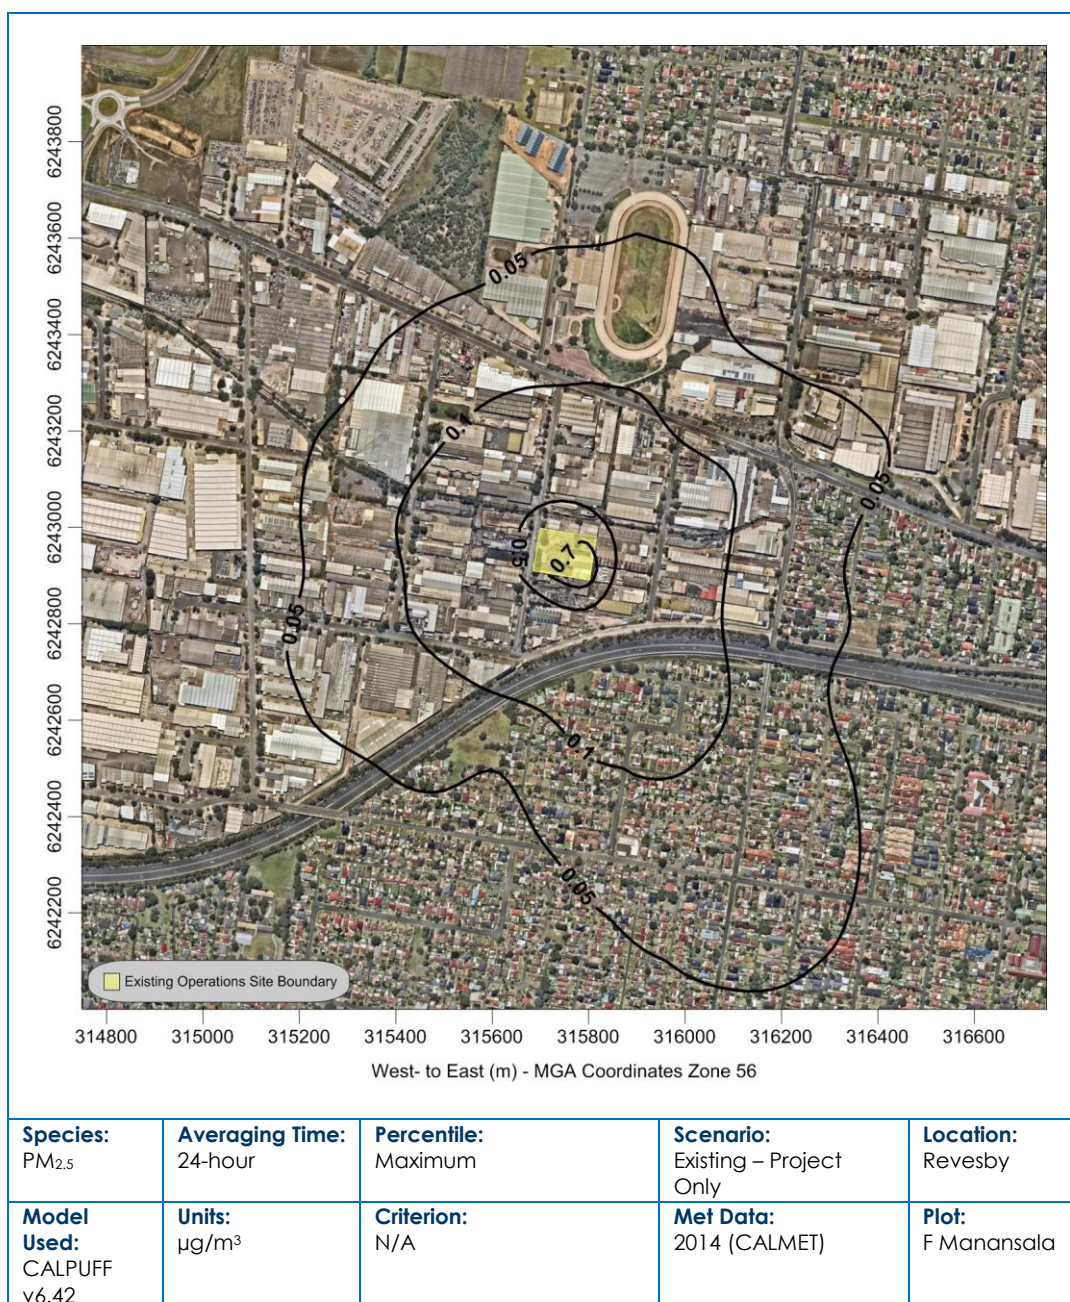 6243800
6243600
6243400
6243200
6243000
6242800
6242600
6242400
6242200
0.05
0.1
0.05
0.5
0.7
0.05
0.1
0.05
Existing Operations Site Boundary
314800 315000 315200 315400 315600 315800 316000 316200 316400 316600
West- to East (m) - MGA Coordinates Zone 56
Species:
PM2.5
Averaging Time:
24-hour
Percentile:
Maximum
Scenario:
Existing – Project
Only
Location:
Revesby
Model
Used:
CALPUFF
v6.42
Units:
µg/m³
Criterion:
N/A
Met Data:
2014 (CALMET)
Plot:
F Manansala